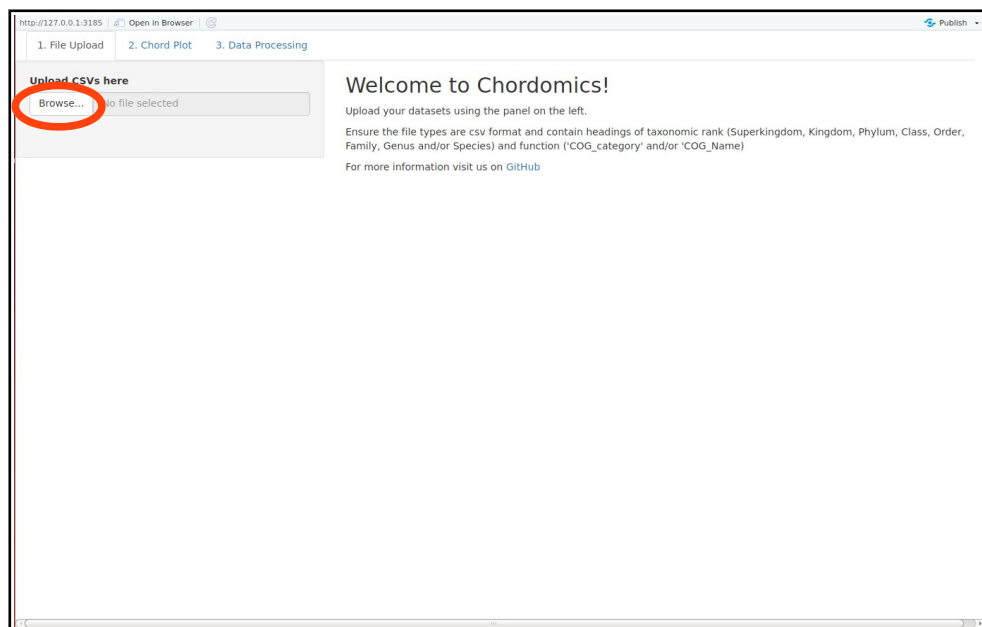 http://127.0.0.1:3185 Open in Browser Publish
1. File Upload 2. Chord Plot 3. Data Processing
Upload CSVs here
Browse... No file selected
Welcome to Chordomics!
Upload your datasets using the panel on the left.
Ensure the file types are csv format and contain headings of taxonomic rank (Superkingdom, Kingdom, Phylum, Class, Order,
Family, Genus and/or Species) and function ('COG_category' and/or 'COG_Name)
For more information visit us on GitHub